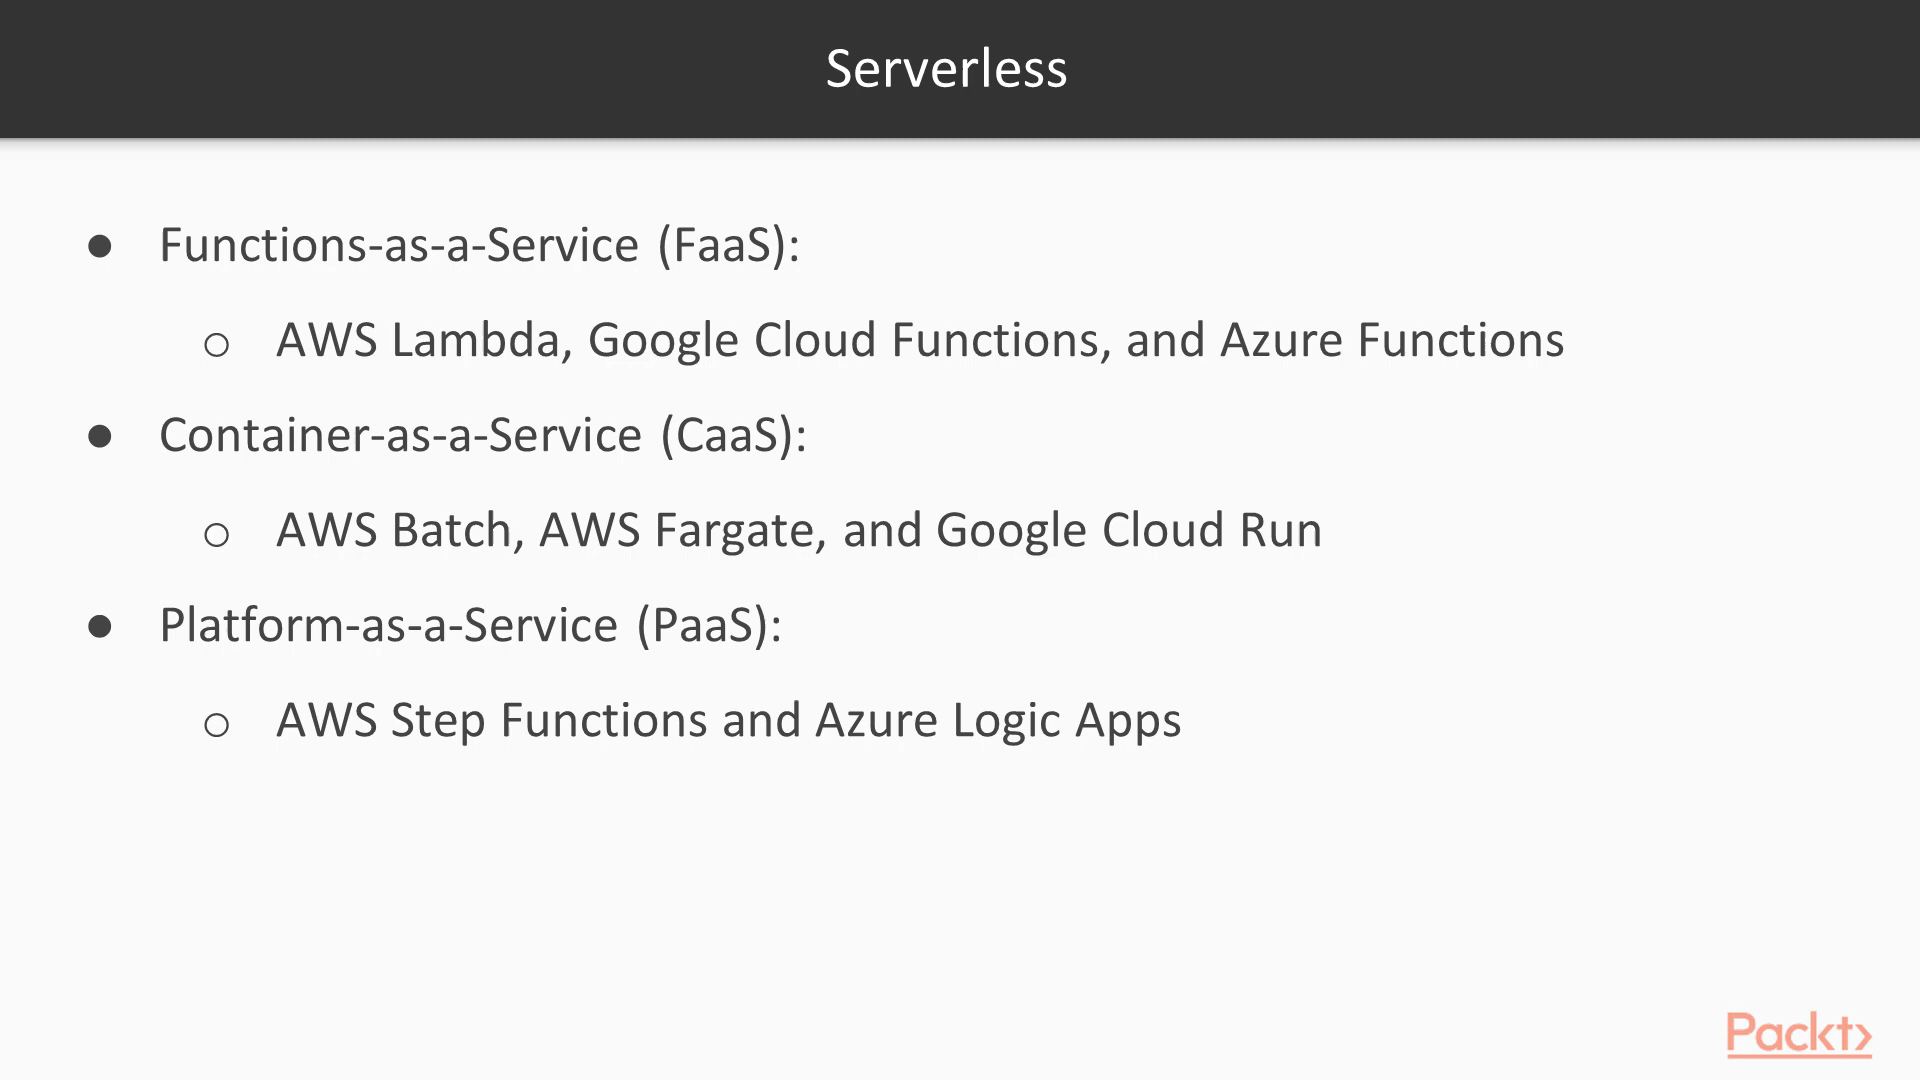 Serverless
● Functions-as-a-Service (FaaS):
○ AWS Lambda, Google Cloud Functions, and Azure Functions
● Container-as-a-Service (CaaS):
○ AWS Batch, AWS Fargate, and Google Cloud Run
● Platform-as-a-Service (PaaS):
○ AWS Step Functions and Azure Logic Apps
Packt>